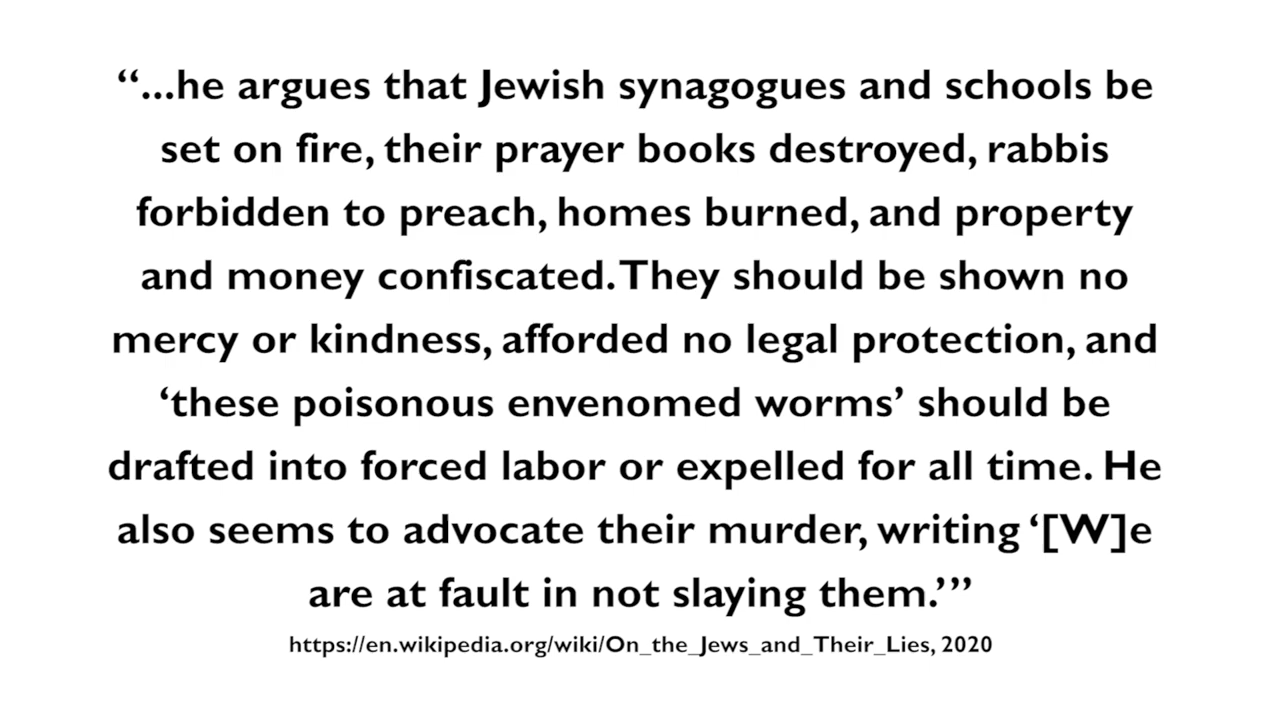 “...he argues that Jewish synagogues and schools be
set on fire, their prayer books destroyed, rabbis
forbidden to preach, homes burned, and property
and money confiscated. They should be shown no
mercy or kindness, afforded no legal protection, and
‘these poisonous envenomed worms’ should be
drafted into forced labor or expelled for all time. He
also seems to advocate their murder, writing ‘[W]e
are at fault in not slaying them.’”
https://en.wikipedia.org/wiki/On_the_Jews_and_Their_Lies, 2020